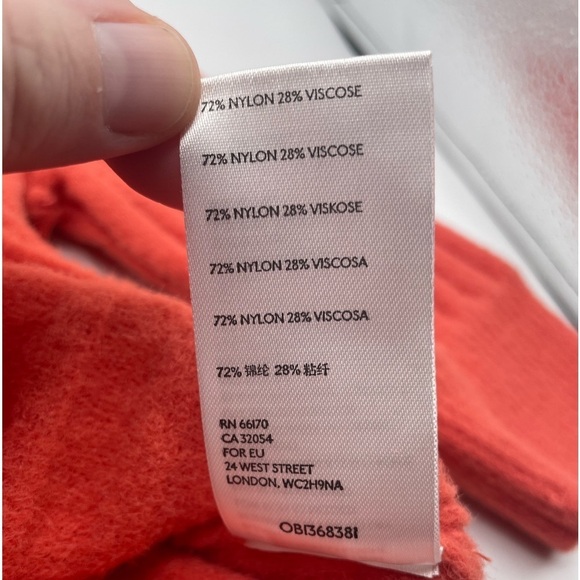 72% NYLON 28% VISCOSE
72% NYLON 28% VISCOSE
72% NYLON 28% VISKOSE
72% NYLON 28% VISCOSA
72% NYLON 28% VISCOSA
72% 锦纶 28% 粘纤
RN 66170
CA 32054
FOR EU
24 WEST STREET
LONDON, WC2H9NA
OB1368381